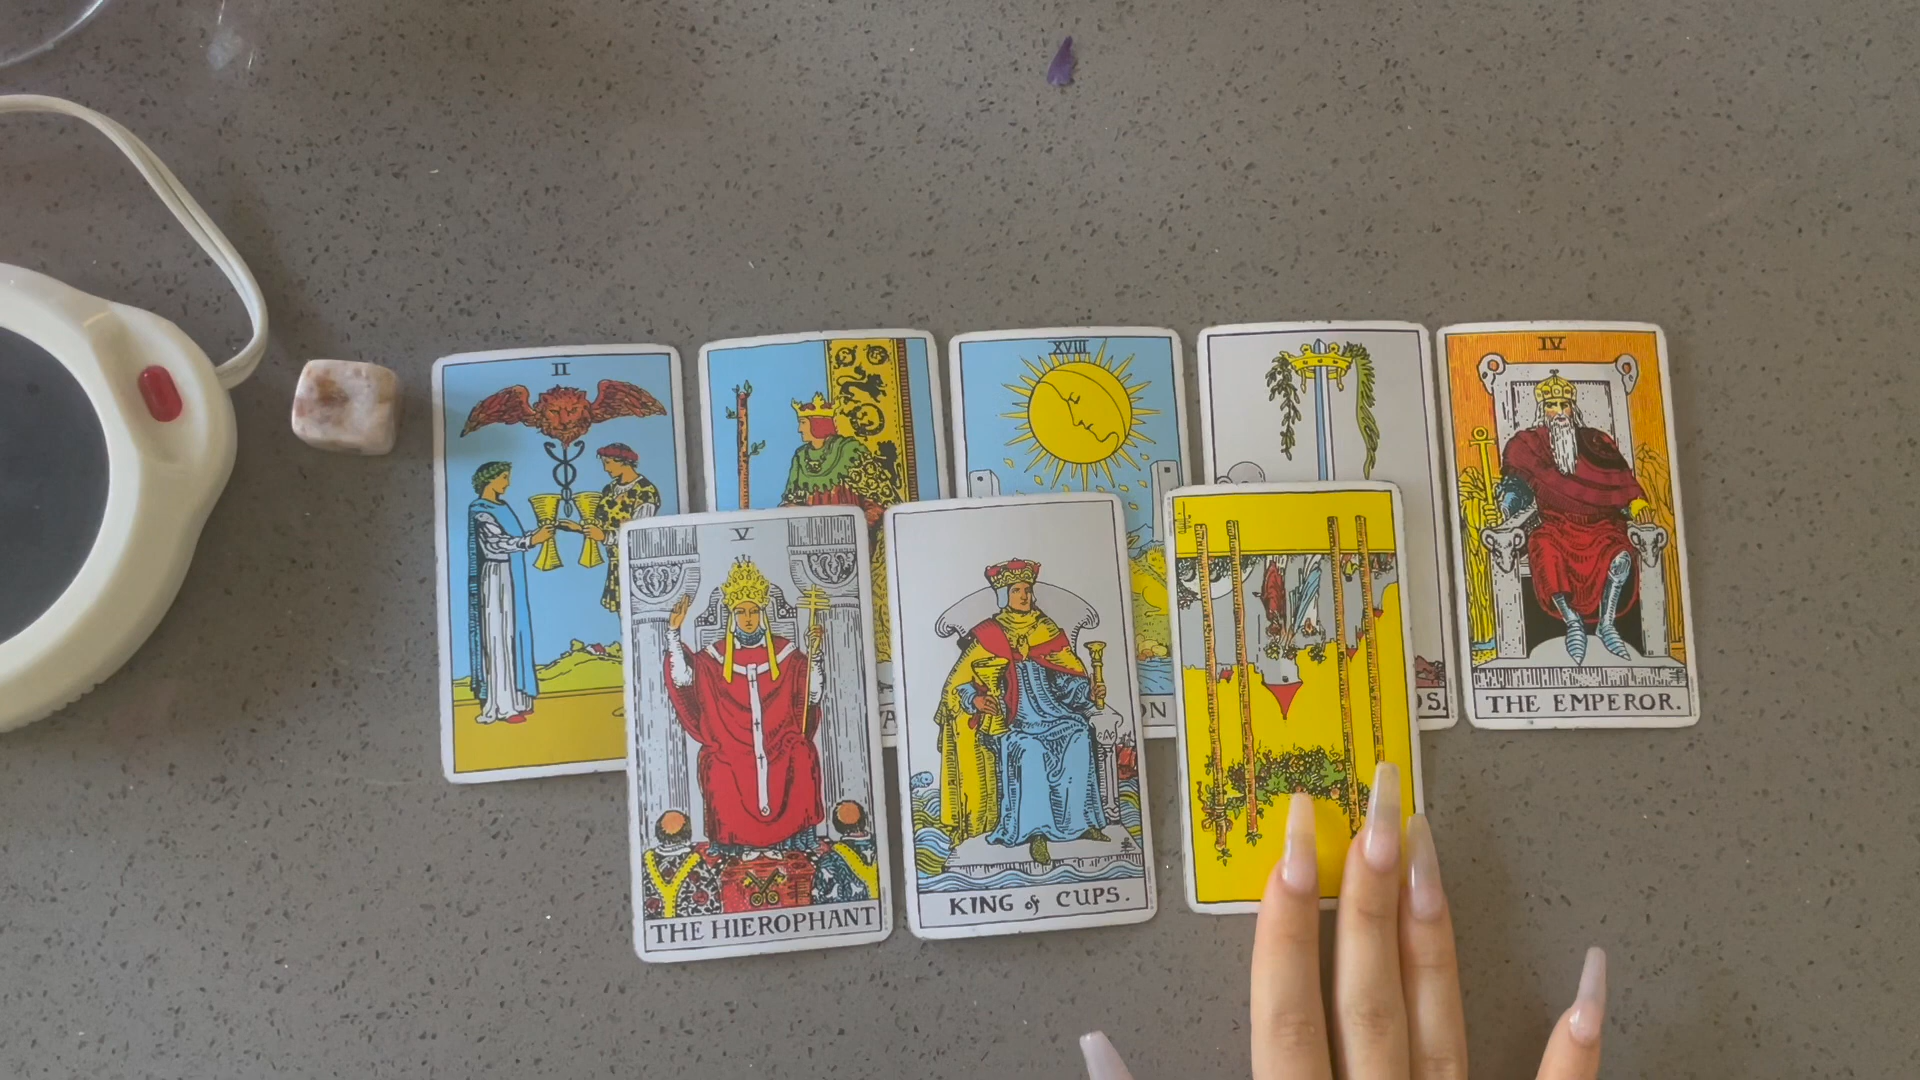 II
XVIII
IV
THE EMPEROR.
V
THE HIEROPHANT
KING of CUPS.